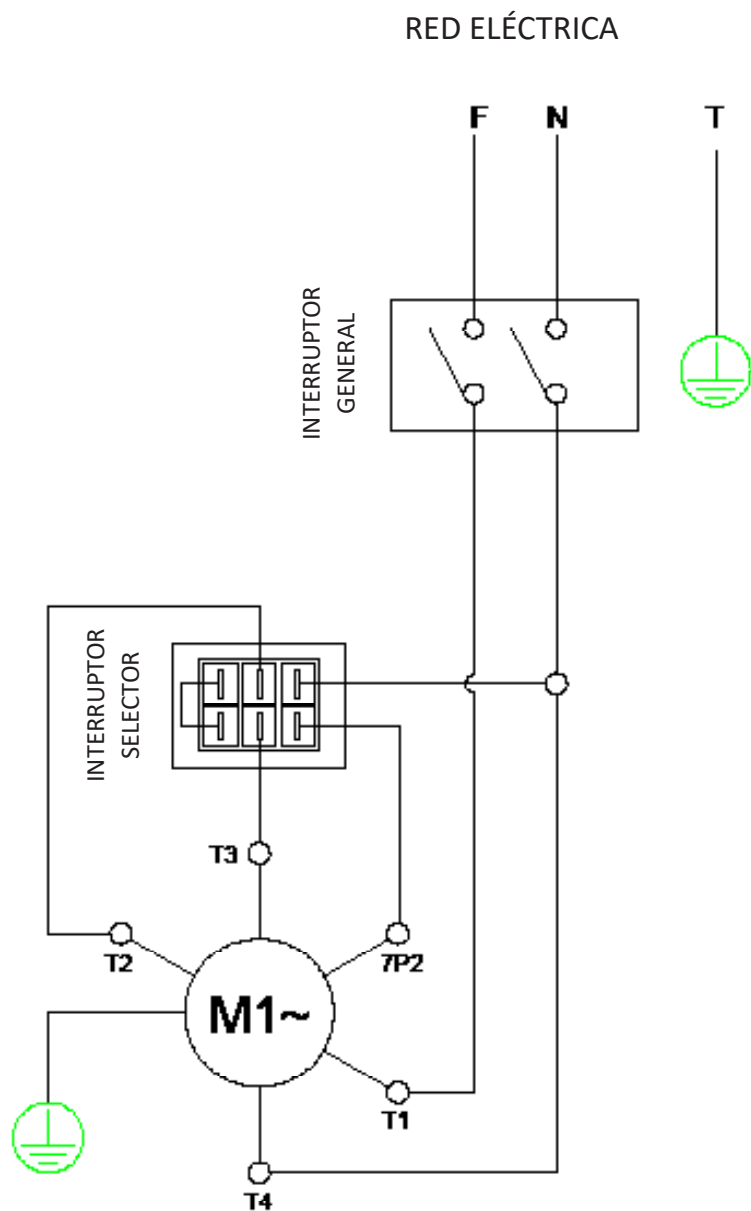 RED ELÉCTRICA
F N T
INTERRUPTOR
GENERAL
INTERRUPTOR
SELECTOR
T3
T2
7P2
M1~
T1
T4